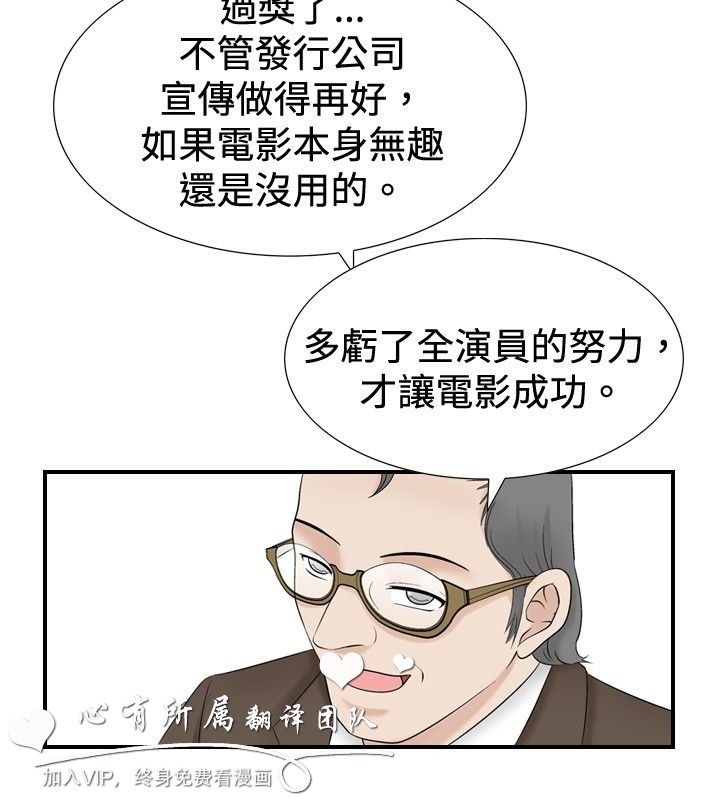 過獎了...
不管發行公司
宣傳做得再好，
如果電影本身無趣
還是沒用的。
多虧了全演員的努力，
才讓電影成功。
心有所属翻译团队
加入VIP，终身免费看漫画